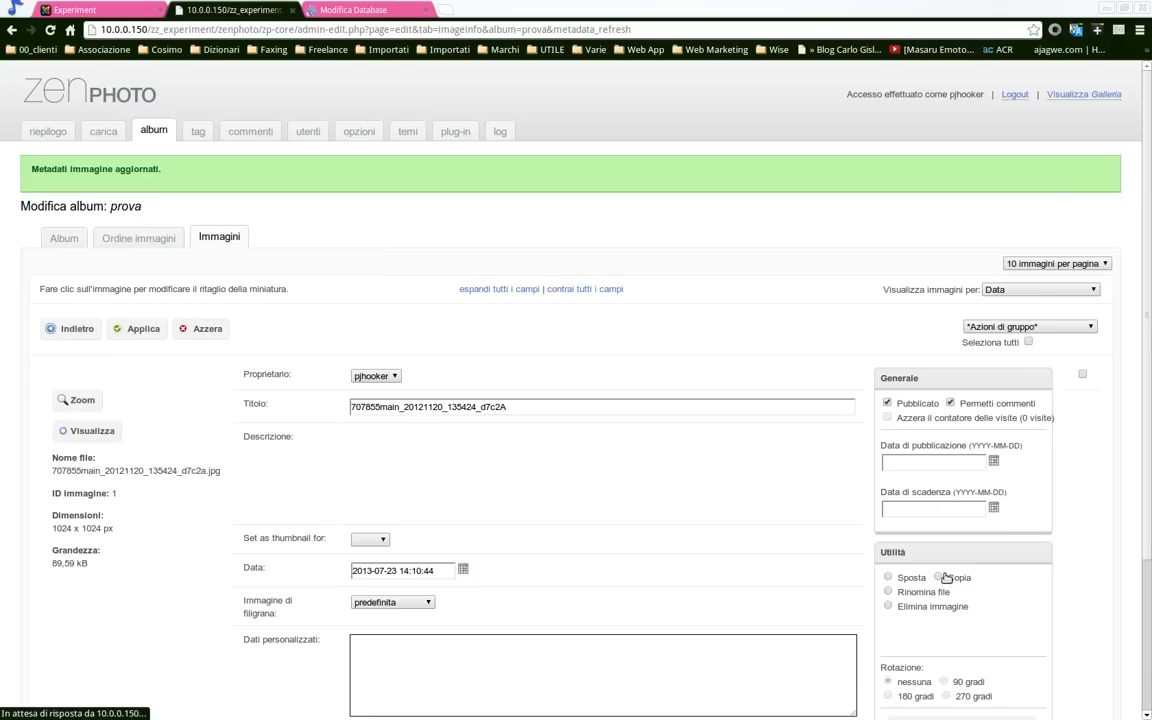 Experiment
10.0.0.150/zz_experiment
Modifica Database
10.0.0.150/zz_experiment/zenphoto/zp-core/admin-edit.php?page=edit&tab=imageinfo&album=prova&metadata_refresh
00_clienti Associazione Cosimo Dizionari Faxing Freelance Importati Importati Marchi UTILE Varie Web App Web Marketing Wise » Blog Carlo Gisl... [Masaru Emoto... ac ACR ajagwe.com | H... »
zenPHOTO
Accesso effettuato come pjhooker | Logout | Visualizza Galleria
riepilogo carica album tag commenti utenti opzioni temi plug-in log
Metadati immagine aggiornati.
Modifica album: prova
Album Ordine immagini Immagini
10 immagini per pagina
Fare clic sull'immagine per modificare il ritaglio della miniatura.
espandi tutti i campi | contrai tutti i campi
Visualizza immagini per: Data
Indietro Applica Azzera
*Azioni di gruppo*
Seleziona tutti
Zoom
Visualizza
Nome file:
707855main_20121120_135424_d7c2a.jpg
ID Immagine: 1
Dimensioni:
1024 x 1024 px
Grandezza:
89,59 kB
Proprietario: pjhooker
Titolo: 707855main_20121120_135424_d7c2A
Descrizione:
Set as thumbnail for:
Data: 2013-07-23 14:10:44
Immagine di
filigrana: predefinita
Dati personalizzati:
Generale
Pubblicato Permetti commenti
Azzera il contatore delle visite (0 visite)
Data di pubblicazione (YYYY-MM-DD)
Data di scadenza (YYYY-MM-DD)
Utilità
Sposta Copia
Rinomina file
Elimina immagine
Rotazione:
nessuna 90 gradi
180 gradi 270 gradi
In attesa di risposta da 10.0.0.150...